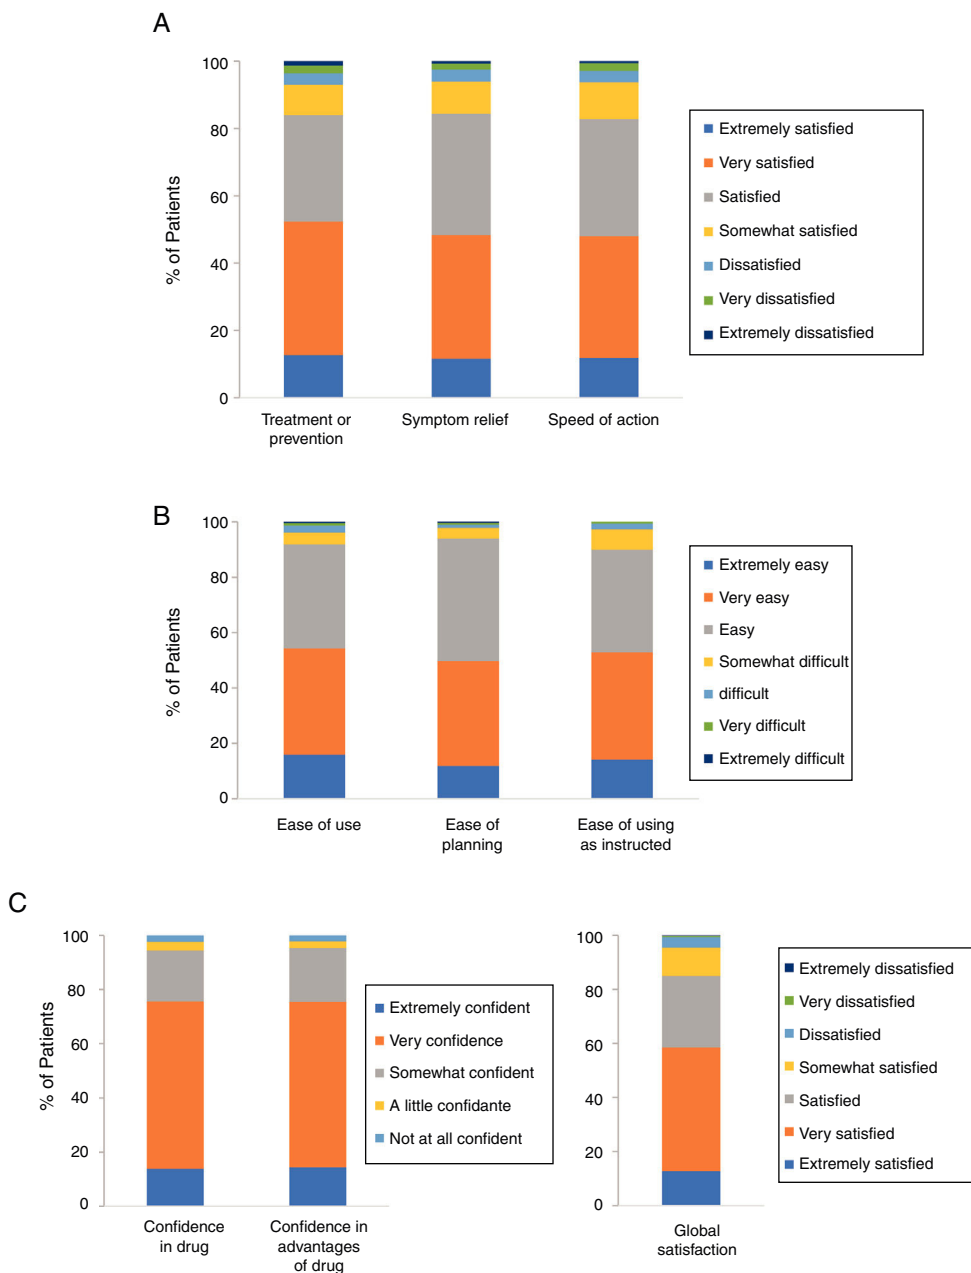 A
100
80
60
40
20
0
% of Patients
Treatment or
prevention
Symptom relief
Speed of action
Extremely satisfied
Very satisfied
Satisfied
Somewhat satisfied
Dissatisfied
Very dissatisfied
Extremely dissatisfied
B
100
80
60
40
20
0
% of Patients
Ease of use
Ease of
planning
Ease of using
as instructed
Extremely easy
Very easy
Easy
Somewhat difficult
difficult
Very difficult
Extremely difficult
C
100
80
60
40
20
0
% of Patients
Confidence
in drug
Confidence in
advantages
of drug
Extremely confident
Very confidence
Somewhat confident
A little confidante
Not at all confident
100
80
60
40
20
0
Global
satisfaction
Extremely dissatisfied
Very dissatisfied
Dissatisfied
Somewhat satisfied
Satisfied
Very satisfied
Extremely satisfied